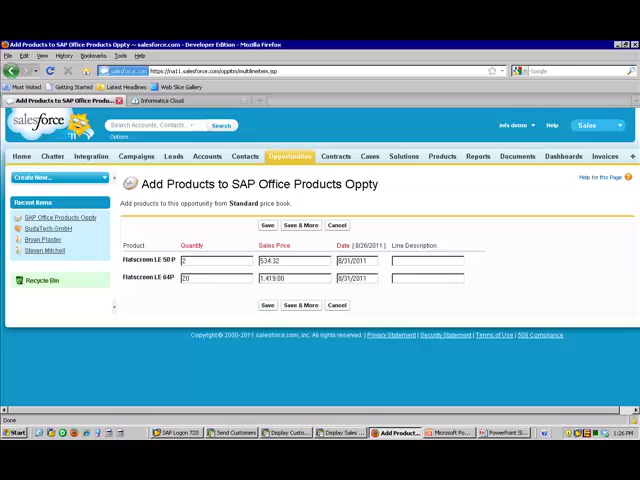 Add Products to SAP Office Products Oppty ~ salesforce.com - Developer Edition - Mozilla Firefox
File Edit View History Bookmarks Tools Help
salesforce.com https://na11.salesforce.com/oppitm/multilineitem.jsp
Google
Most Visited Getting Started Latest Headlines Web Slice Gallery
Add Products to SAP Office Produ... Informatica Cloud
salesforce
Search Accounts, Contacts... Search
Options...
info demo Help Sales
Home Chatter Integration Campaigns Leads Accounts Contacts Opportunities Contracts Cases Solutions Products Reports Documents Dashboards Invoices +
Create New...
Recent Items
SAP Office Products Oppty
SudaTech GmbH
Bryan Plaster
Steven Mitchell
Recycle Bin
Add Products to SAP Office Products Oppty
Help for this Page
Add products to this opportunity from Standard price book.
Save Save & More Cancel
Product Quantity Sales Price Date [ 8/26/2011 ] Line Description
Flatscreen LE 50 P 2 534.32 8/31/2011
Flatscreen LE 64P 20 1,419.00 8/31/2011
Save Save & More Cancel
Copyright © 2000-2011 salesforce.com, inc. All rights reserved. | Privacy Statement | Security Statement | Terms of Use | 508 Compliance
Done
Start SAP Logon 720 Send Customers Display Custo... Display Sales ... Add Product... Microsoft Po... PowerPoint Sl... 1:26 PM